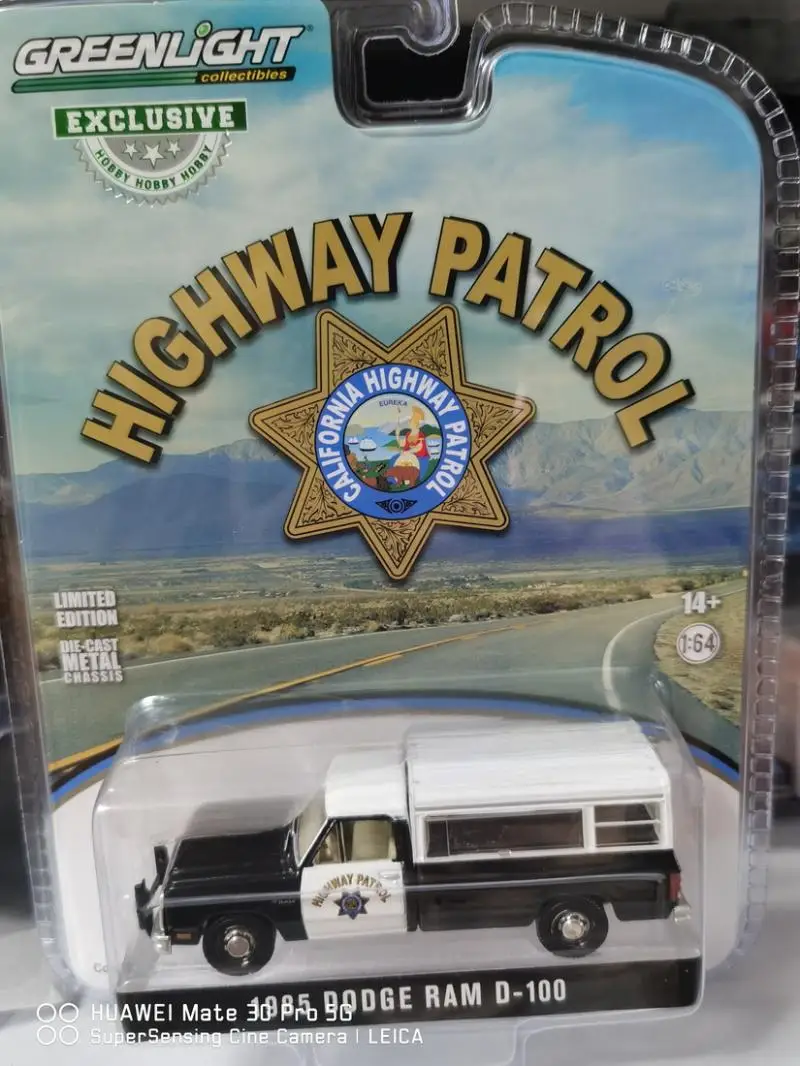 GREENLIGHT
collectibles
EXCLUSIVE
HOBBY HOBBY HOBBY
HIGHWAY PATROL
CALIFORNIA HIGHWAY PATROL
EUREKA
LIMITED
EDITION
DIE-CAST
METAL
CHASSIS
14+
1:64
HIGHWAY PATROL
RAM
1985 DODGE RAM D-100
HUAWEI Mate 30 Pro 5G
SuperSensing Cine Camera | LEICA